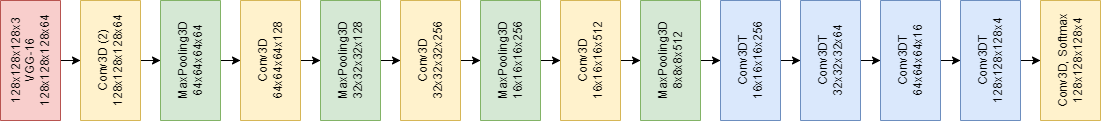 128x128x128x3
VGG-16
128x128x128x64
Conv3D (2)
128x128x128x64
MaxPooling3D
64x64x64x64
Conv3D
64x64x64x128
MaxPooling3D
32x32x32x128
Conv3D
32x32x32x256
MaxPooling3D
16x16x16x256
Conv3D
16x16x16x512
MaxPooling3D
8x8x8x512
Conv3DT
16x16x16x256
Conv3DT
32x32x32x64
Conv3DT
64x64x64x16
Conv3DT
128x128x128x4
Conv3D, Softmax
128x128x128x4